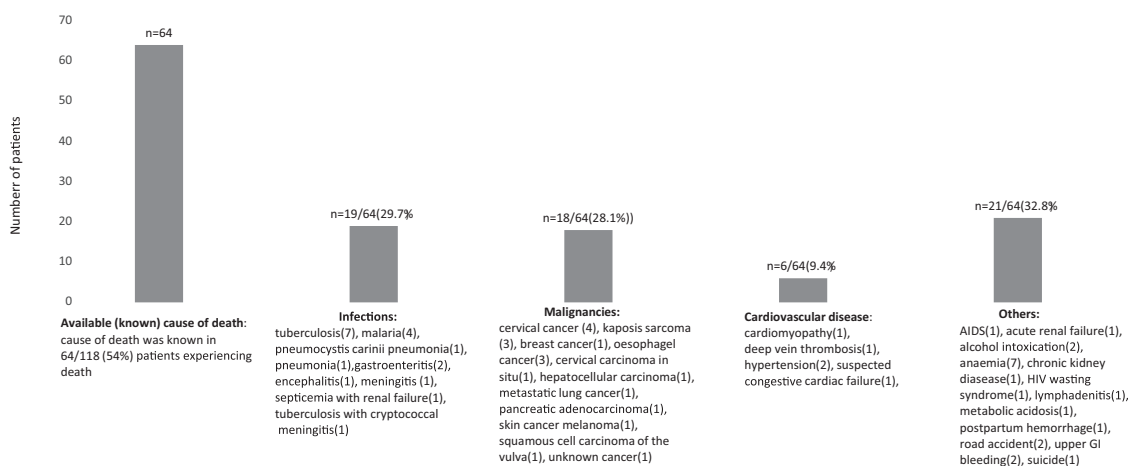 Numberr of patients
70
60
50
40
30
20
10
0
n=64
n=19/64(29.7%
n=18/64(28.1%))
n=6/64(9.4%
n=21/64(32.8%
Available (known) cause of death:
cause of death was known in
64/118 (54%) patients experiencing
death
Infections:
tuberculosis(7), malaria(4),
pneumocystis carinii pneumonia(1),
pneumonia(1),gastroenteritis(2),
encephalitis(1), meningitis (1),
septicemia with renal failure(1),
tuberculosis with cryptococcal
meningitis(1)
Malignancies:
cervical cancer (4), kaposis sarcoma
(3), breast cancer(1), oesophagel
cancer(3), cervical carcinoma in
situ(1), hepatocellular carcinoma(1),
metastatic lung cancer(1),
pancreatic adenocarcinoma(1),
skin cancer melanoma(1),
squamous cell carcinoma of the
vulva(1), unknown cancer(1)
Cardiovascular disease:
cardiomyopathy(1),
deep vein thrombosis(1),
hypertension(2), suspected
congestive cardiac failure(1),
Others:
AIDS(1), acute renal failure(1),
alcohol intoxication(2),
anaemia(7), chronic kidney
diasease(1), HIV wasting
syndrome(1), lymphadenitis(1),
metabolic acidosis(1),
postpartum hemorrhage(1),
road accident(2), upper GI
bleeding(2), suicide(1)